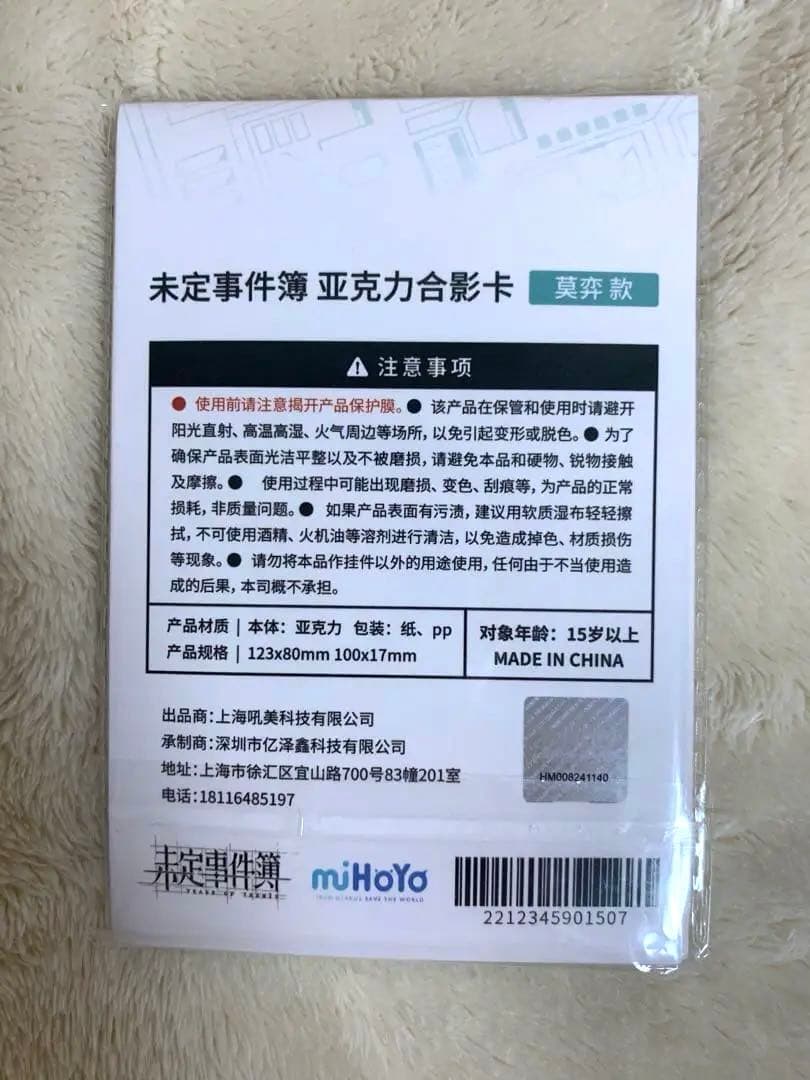 未定事件簿 亚克力合影卡 莫弈 款
注意事项
● 使用前请注意揭开产品保护膜。● 该产品在保管和使用时请避开
阳光直射、高温高湿、火气周边等场所，以免引起变形或脱色。● 为了
确保产品表面光洁平整以及不被磨损，请避免本品和硬物、锐物接触
及摩擦。● 使用过程中可能出现磨损、变色、刮痕等，为产品的正常
损耗，非质量问题。● 如果产品表面有污渍，建议用软质湿布轻轻擦
拭，不可使用酒精、火机油等溶剂进行清洁，以免造成掉色、材质损伤
等现象。● 请勿将本品作挂件以外的用途使用，任何由于不当使用造
成的后果，本司概不承担。
产品材质 | 本体：亚克力 包装：纸、pp
产品规格 | 123x80mm 100x17mm
对象年龄：15岁以上
MADE IN CHINA
出品商：上海吼美科技有限公司
承制商：深圳市亿泽鑫科技有限公司
地址：上海市徐汇区宜山路700号83幢201室
电话：18116485197
HM008241140
未定事件簿
TEARS OF THEMIS
miHoYo
TECH OTAKUS SAVE THE WORLD
2212345901507